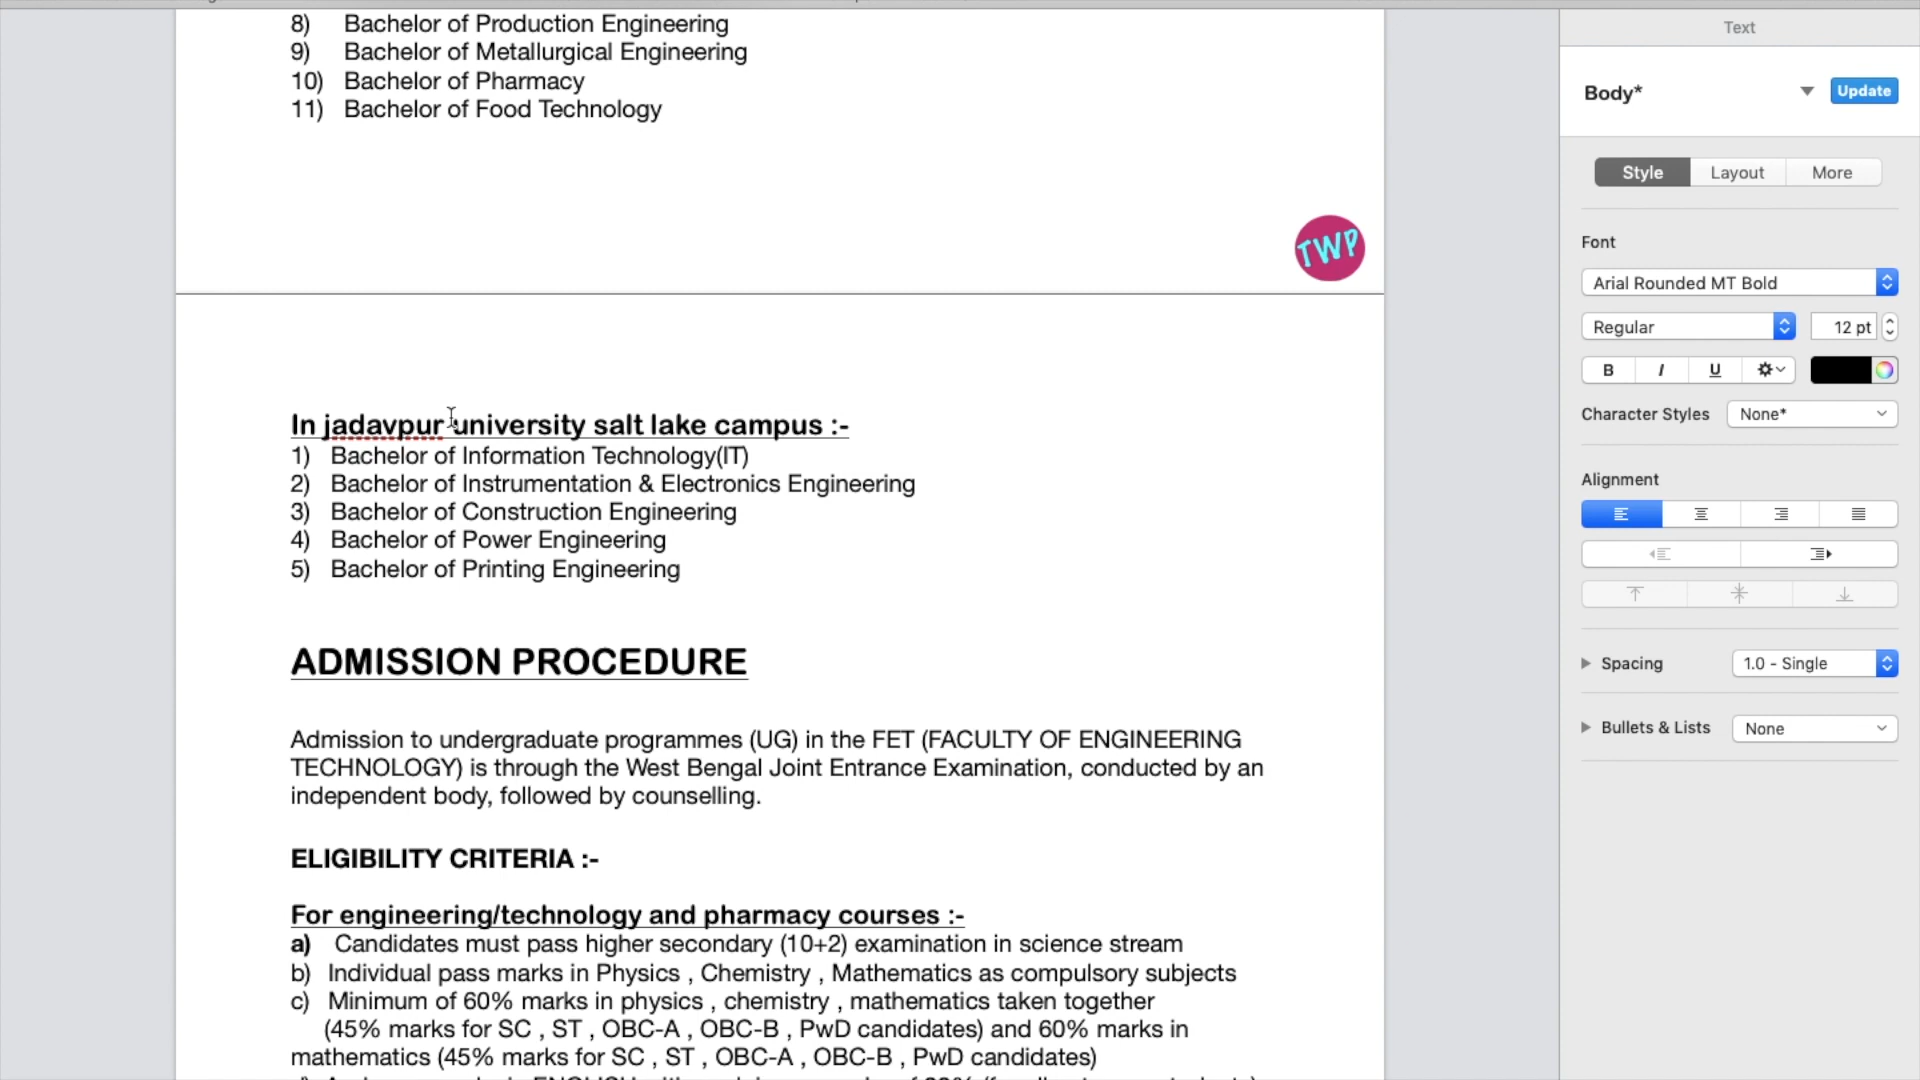 8) Bachelor of Production Engineering
9) Bachelor of Metallurgical Engineering
10) Bachelor of Pharmacy
11) Bachelor of Food Technology
TWP
In jadavpur university salt lake campus :-
1) Bachelor of Information Technology(IT)
2) Bachelor of Instrumentation & Electronics Engineering
3) Bachelor of Construction Engineering
4) Bachelor of Power Engineering
5) Bachelor of Printing Engineering
ADMISSION PROCEDURE
Admission to undergraduate programmes (UG) in the FET (FACULTY OF ENGINEERING
TECHNOLOGY) is through the West Bengal Joint Entrance Examination, conducted by an
independent body, followed by counselling.
ELIGIBILITY CRITERIA :-
For engineering/technology and pharmacy courses :-
a) Candidates must pass higher secondary (10+2) examination in science stream
b) Individual pass marks in Physics , Chemistry , Mathematics as compulsory subjects
c) Minimum of 60% marks in physics , chemistry , mathematics taken together
(45% marks for SC , ST , OBC-A , OBC-B , PwD candidates) and 60% marks in
mathematics (45% marks for SC , ST , OBC-A , OBC-B , PwD candidates)
Text
Body*
Update
Style Layout More
Font
Arial Rounded MT Bold
Regular 12 pt
B I U
Character Styles None*
Alignment
Spacing 1.0 - Single
Bullets & Lists None